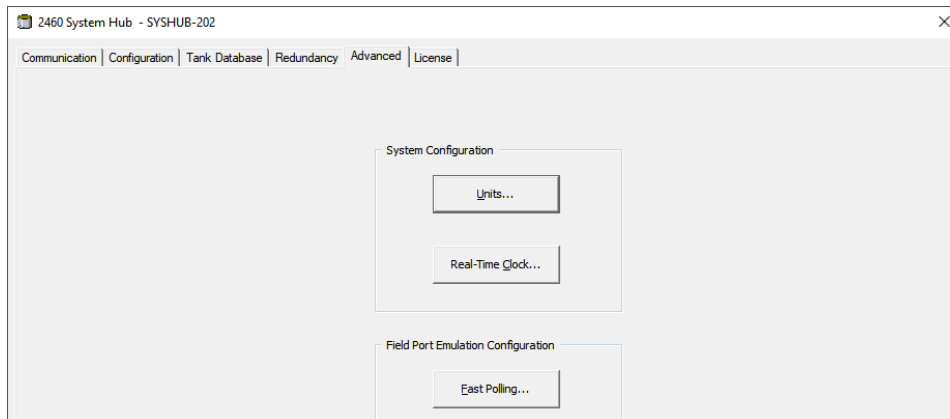 2460 System Hub - SYSHUB-202
Communication Configuration Tank Database Redundancy Advanced License
System Configuration
Units...
Real-Time Clock...
Field Port Emulation Configuration
Fast Polling...